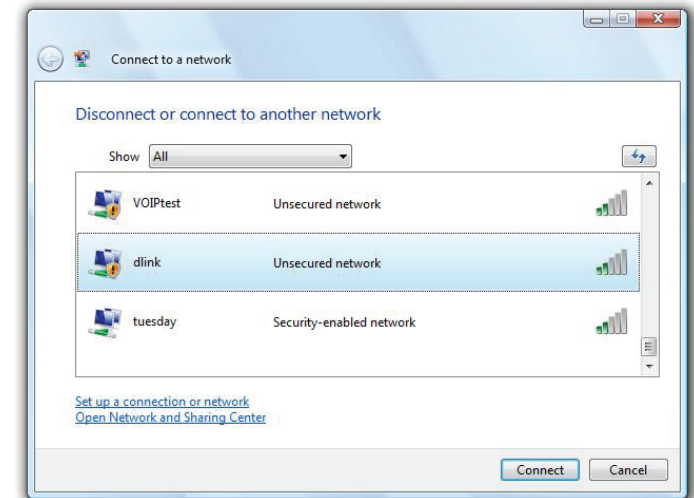 Connect to a network
Disconnect or connect to another network
Show All
VOIPtest Unsecured network
dlink Unsecured network
tuesday Security-enabled network
Set up a connection or network
Open Network and Sharing Center
Connect Cancel